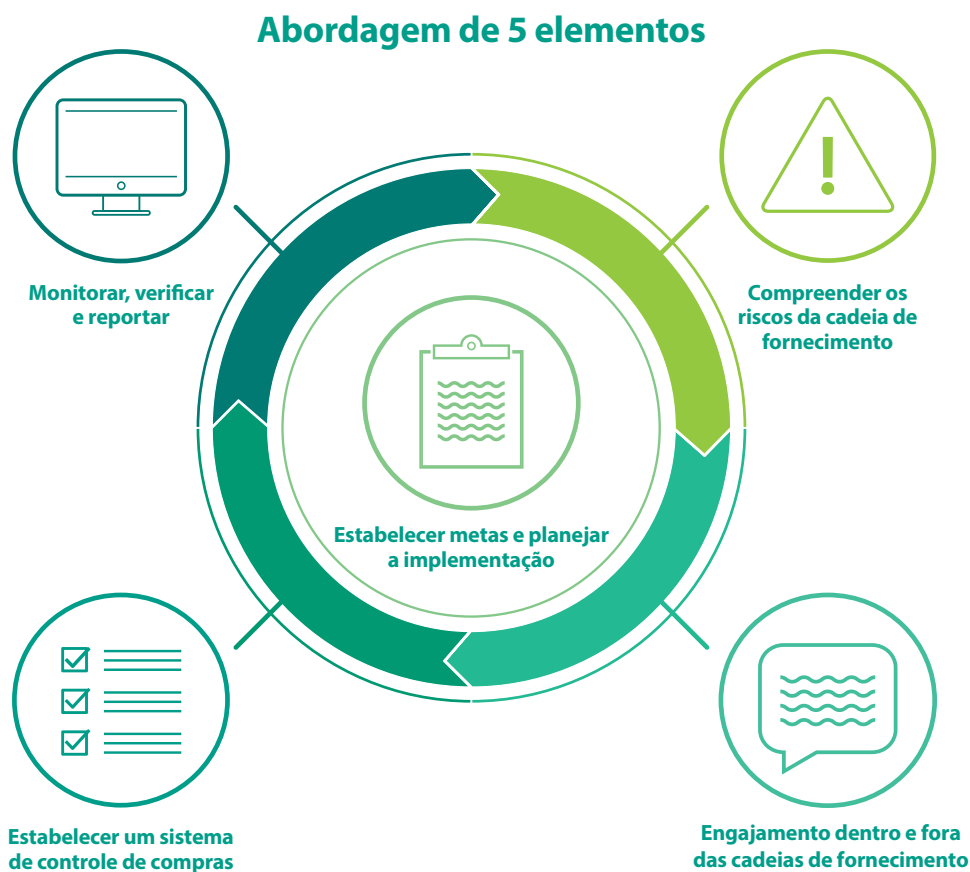 Abordagem de 5 elementos
Monitorar, verificar
e reportar
Compreender os
riscos da cadeia de
fornecimento
Estabelecer metas e planejar
a implementação
Estabelecer um sistema
de controle de compras
Engajamento dentro e fora
das cadeias de fornecimento